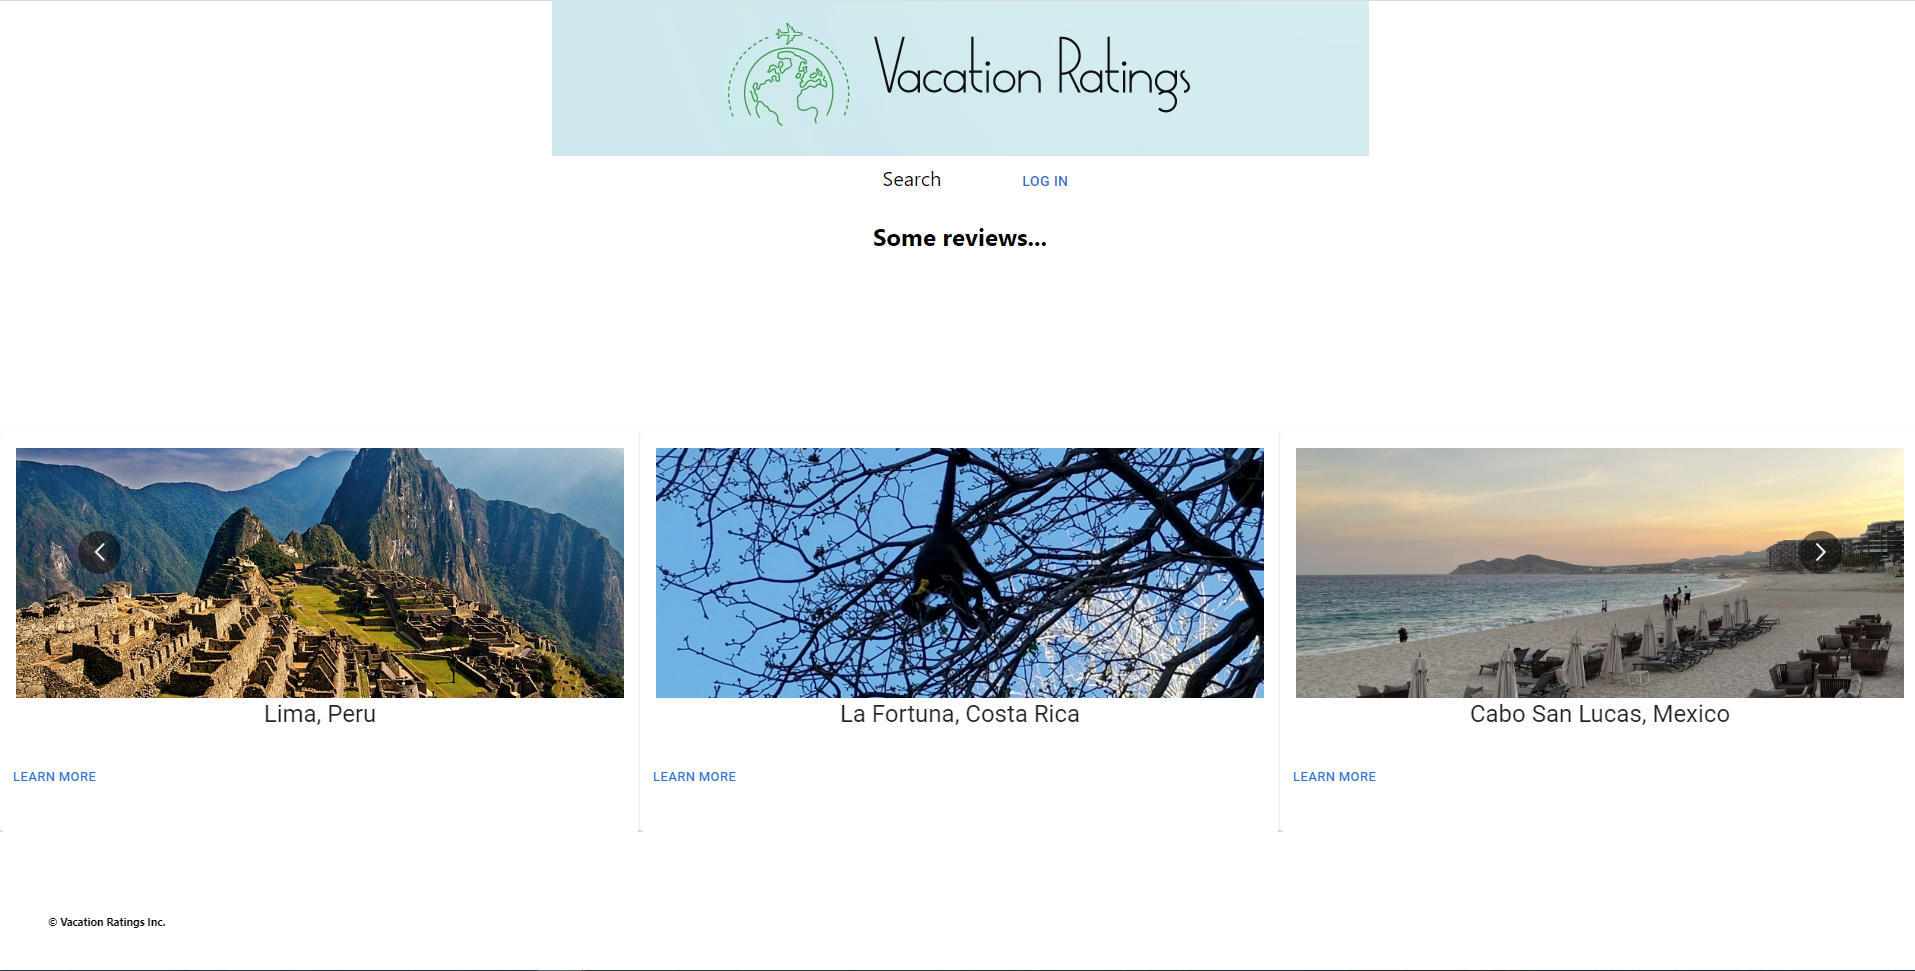 Vacation Ratings
Search
LOG IN
Some reviews...
Lima, Peru
La Fortuna, Costa Rica
Cabo San Lucas, Mexico
LEARN MORE
LEARN MORE
LEARN MORE
© Vacation Ratings Inc.